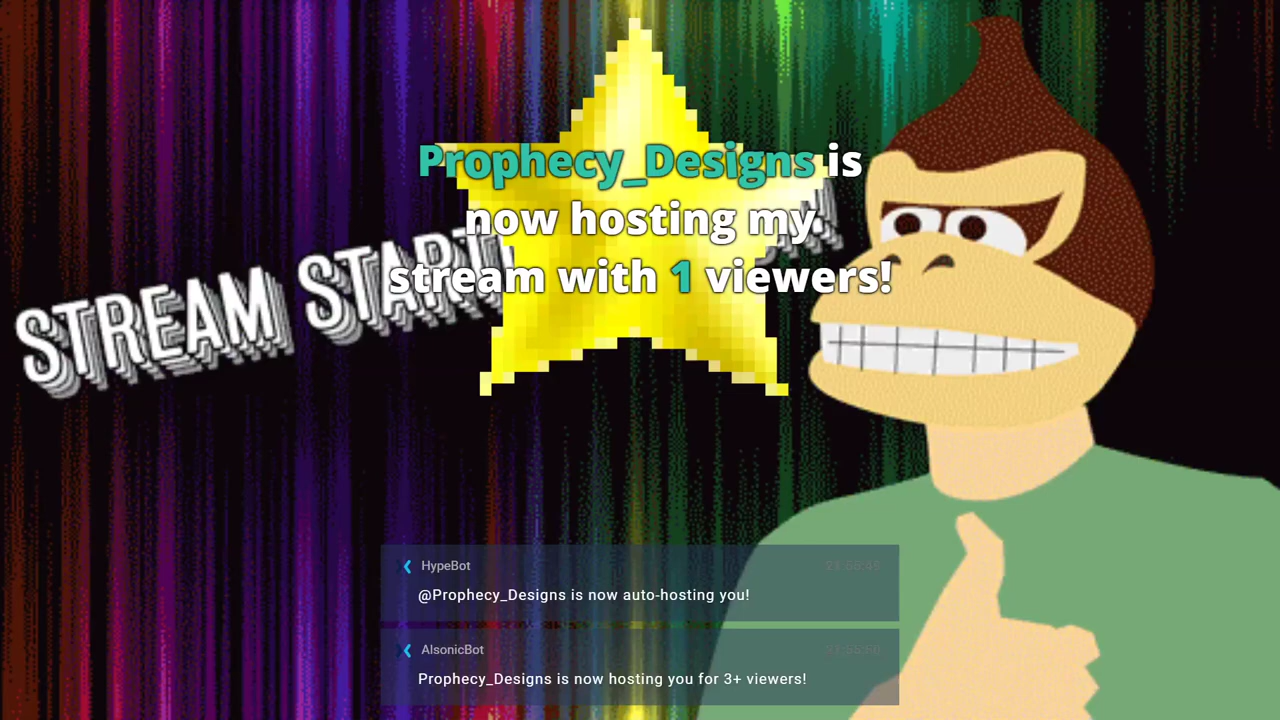 Prophecy_Designs is
now hosting my
stream with 1 viewers!
STREAM START
HypeBot
@Prophecy_Designs is now auto-hosting you!
AlsonicBot
Prophecy_Designs is now hosting you for 3+ viewers!